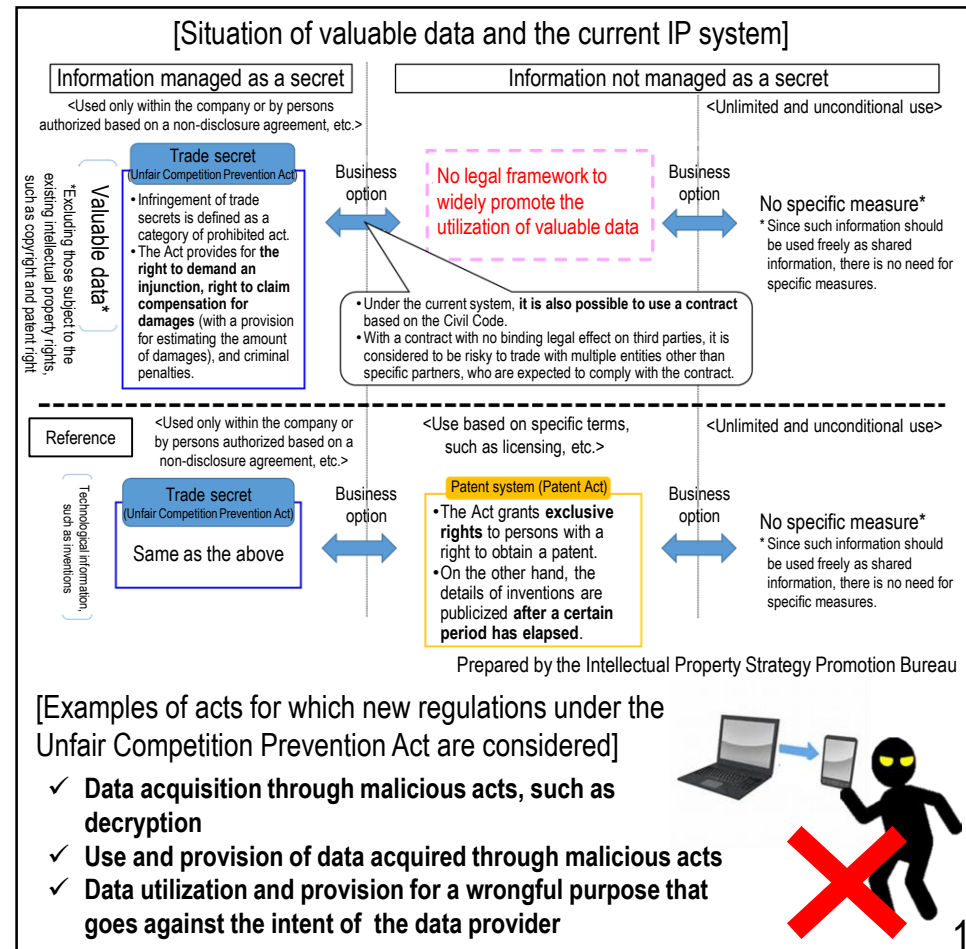 [Situation of valuable data and the current IP system]
Information managed as a secret
Information not managed as a secret
<Used only within the company or by persons
authorized based on a non-disclosure agreement, etc.>
<Unlimited and unconditional use>
Valuable data*
*Excluding those subject to the
existing intellectual property rights,
such as copyright and patent right
Trade secret
(Unfair Competition Prevention Act)
• Infringement of trade
secrets is defined as a
category of prohibited act.
• The Act provides for the
right to demand an
injunction, right to claim
compensation for
damages (with a provision
for estimating the amount
of damages), and criminal
penalties.
Business
option
No legal framework to
widely promote the
utilization of valuable data
Business
option
No specific measure*
* Since such information should
be used freely as shared
information, there is no need for
specific measures.
• Under the current system, it is also possible to use a contract
based on the Civil Code.
• With a contract with no binding legal effect on third parties, it is
considered to be risky to trade with multiple entities other than
specific partners, who are expected to comply with the contract.
Reference
<Used only within the company or
by persons authorized based on a
non-disclosure agreement, etc.>
<Use based on specific terms,
such as licensing, etc.>
<Unlimited and unconditional use>
Technological information,
such as inventions
Trade secret
(Unfair Competition Prevention Act)
Same as the above
Business
option
Patent system (Patent Act)
• The Act grants exclusive
rights to persons with a
right to obtain a patent.
• On the other hand, the
details of inventions are
publicized after a certain
period has elapsed.
Business
option
No specific measure*
* Since such information should
be used freely as shared
information, there is no need for
specific measures.
Prepared by the Intellectual Property Strategy Promotion Bureau
[Examples of acts for which new regulations under the
Unfair Competition Prevention Act are considered]
✓ Data acquisition through malicious acts, such as
decryption
✓ Use and provision of data acquired through malicious acts
✓ Data utilization and provision for a wrongful purpose that
goes against the intent of the data provider
1